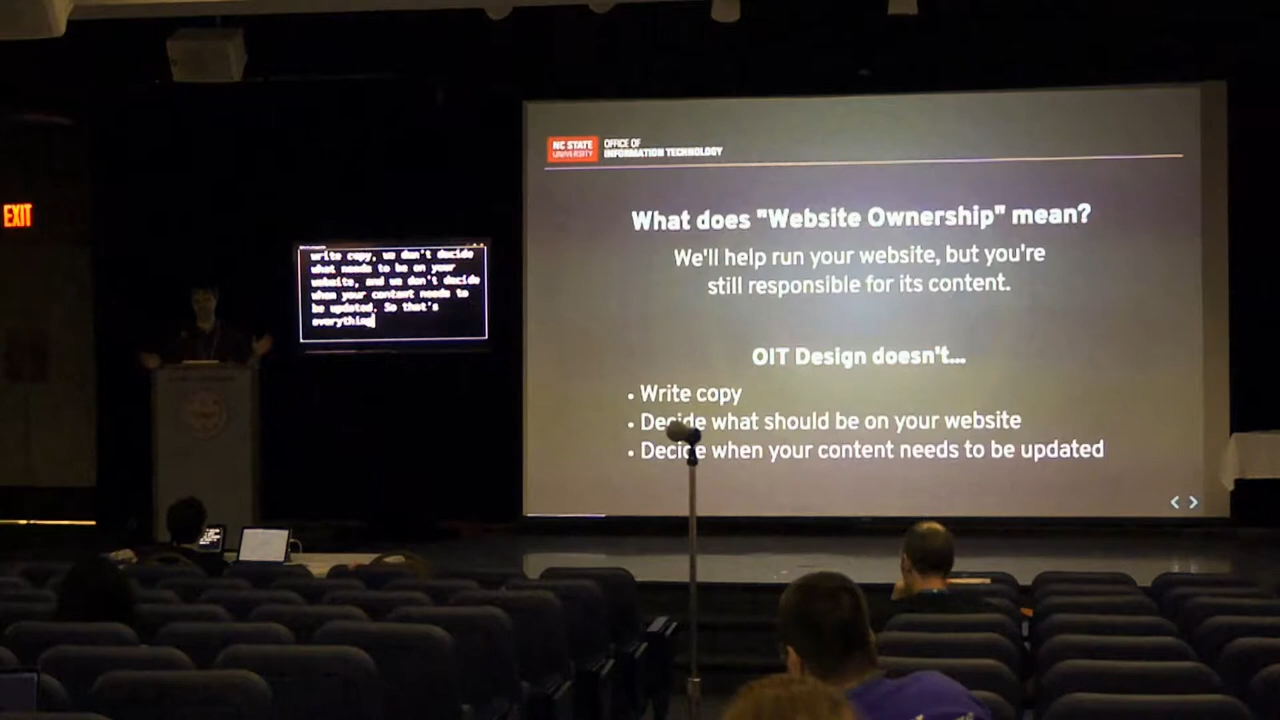 EXIT
write copy, we don't decide
what needs to be on your
website, and we don't decide
when your content needs to
be updated. So that's
everything
NC STATE
UNIVERSITY
OFFICE OF
INFORMATION TECHNOLOGY
What does "Website Ownership" mean?
We'll help run your website, but you're
still responsible for its content.
OIT Design doesn't...
• Write copy
• Decide what should be on your website
• Decide when your content needs to be updated